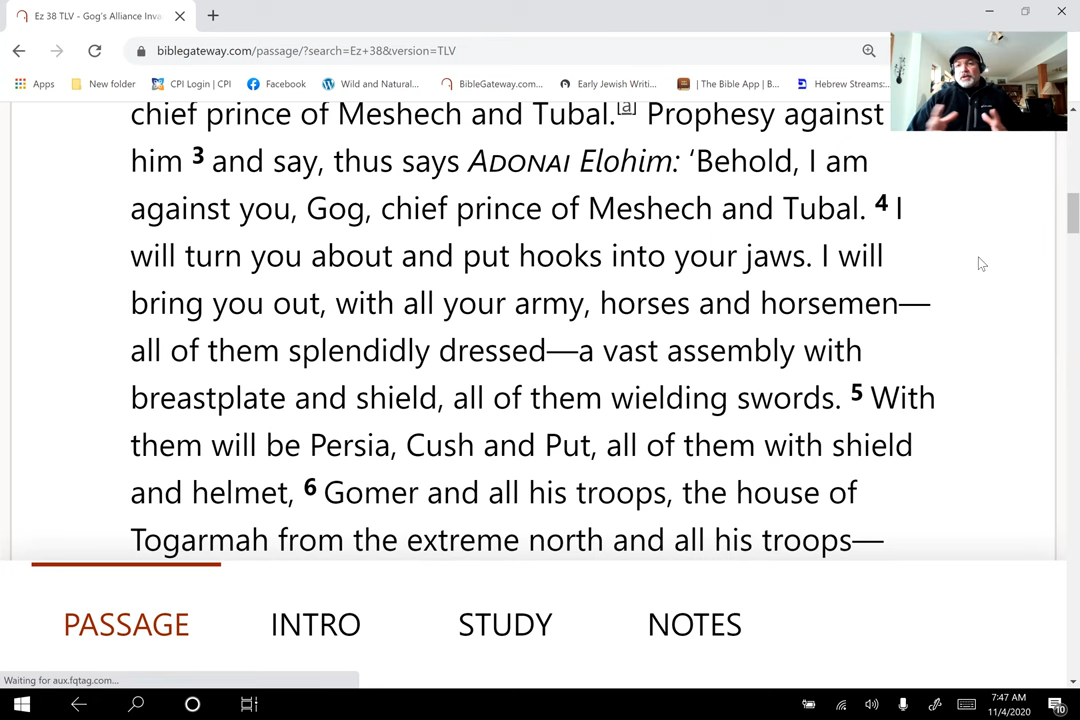 Ez 38 TLV - Gog's Alliance Inva
biblegateway.com/passage/?search=Ez+38&version=TLV
Apps New folder CPI Login | CPI Facebook Wild and Natural... BibleGateway.com... Early Jewish Writi... | The Bible App | B... Hebrew Streams:
chief prince of Meshech and Tubal.[a] Prophesy against
him 3 and say, thus says ADONAI Elohim: ‘Behold, I am
against you, Gog, chief prince of Meshech and Tubal. 4 I
will turn you about and put hooks into your jaws. I will
bring you out, with all your army, horses and horsemen—
all of them splendidly dressed—a vast assembly with
breastplate and shield, all of them wielding swords. 5 With
them will be Persia, Cush and Put, all of them with shield
and helmet, 6 Gomer and all his troops, the house of
Togarmah from the extreme north and all his troops—
PASSAGE INTRO STUDY NOTES
Waiting for aux.fqtag.com...
7:47 AM
11/4/2020
10